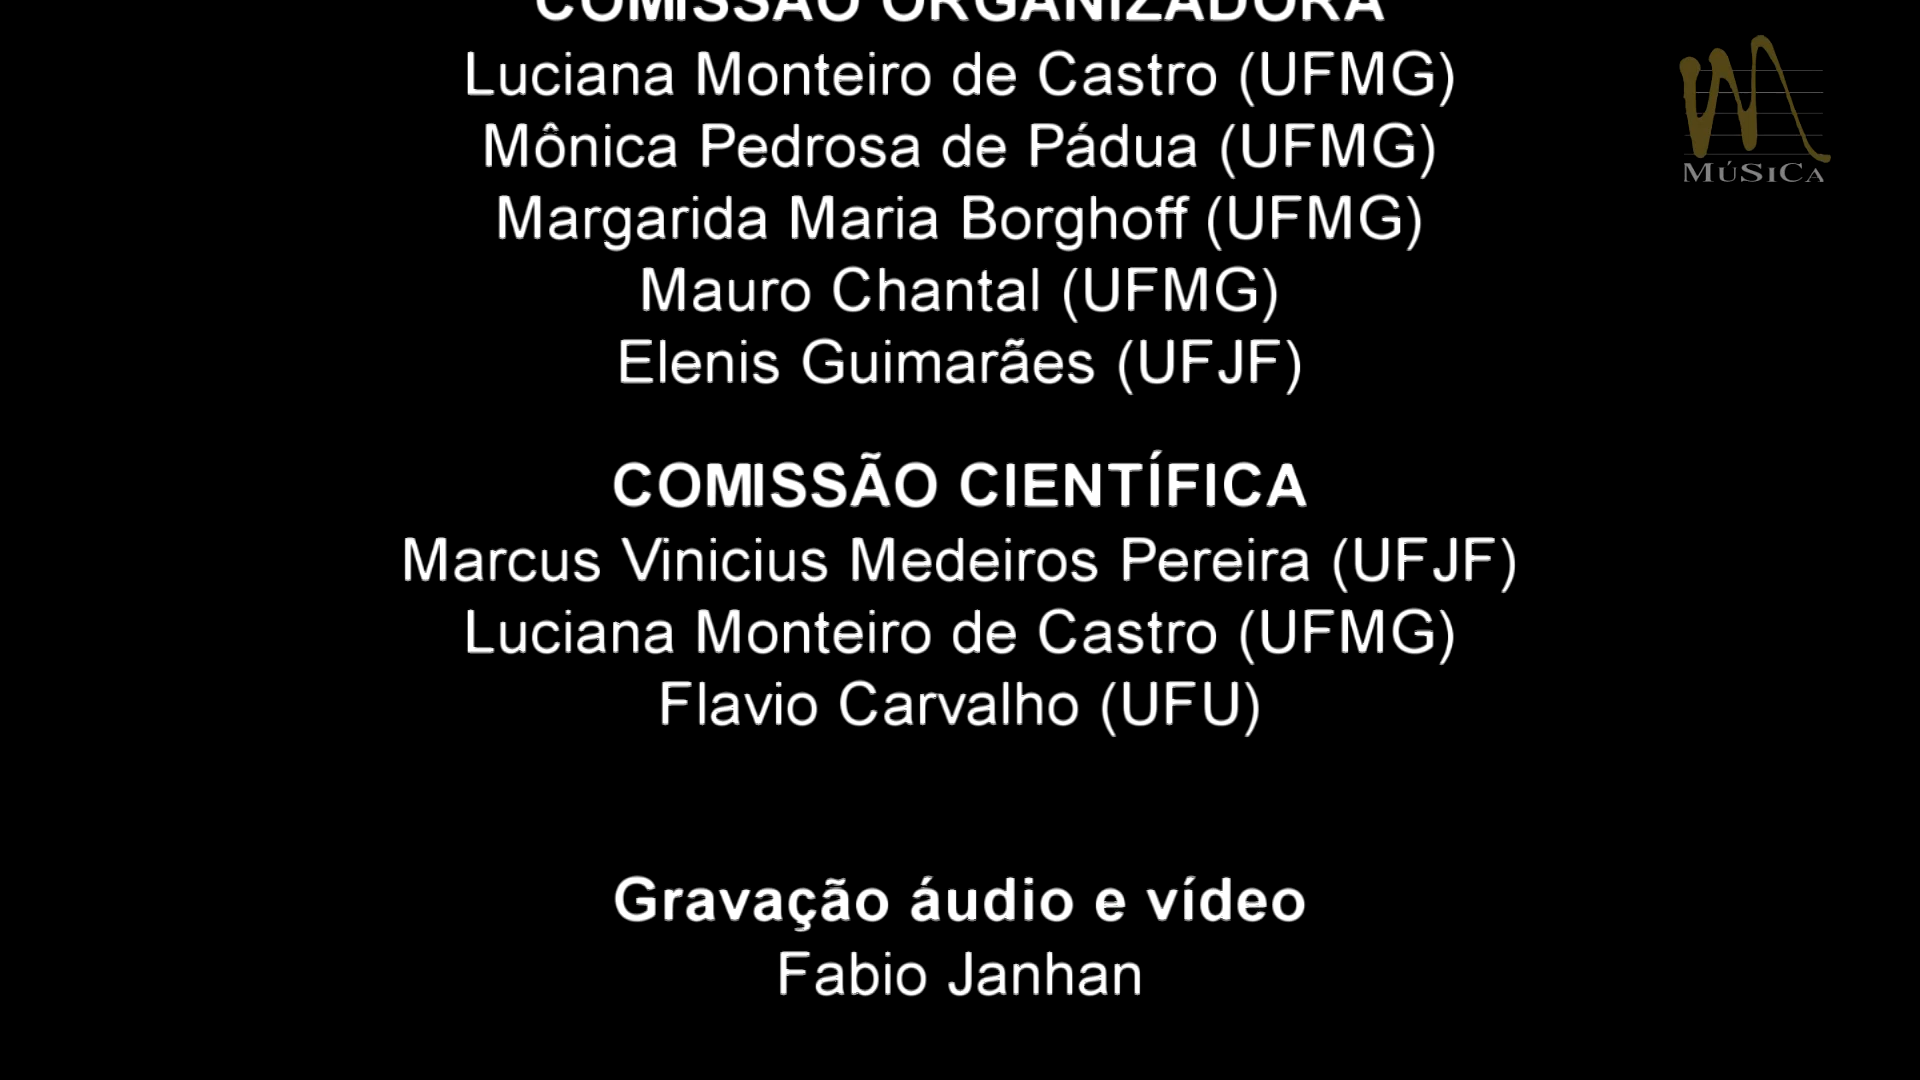 COMISSÃO ORGANIZADORA
Luciana Monteiro de Castro (UFMG)
Mônica Pedrosa de Pádua (UFMG)
Margarida Maria Borghoff (UFMG)
Mauro Chantal (UFMG)
Elenis Guimarães (UFJF)
COMISSÃO CIENTÍFICA
Marcus Vinicius Medeiros Pereira (UFJF)
Luciana Monteiro de Castro (UFMG)
Flavio Carvalho (UFU)
Gravação áudio e vídeo
Fabio Janhan
MúSiCA